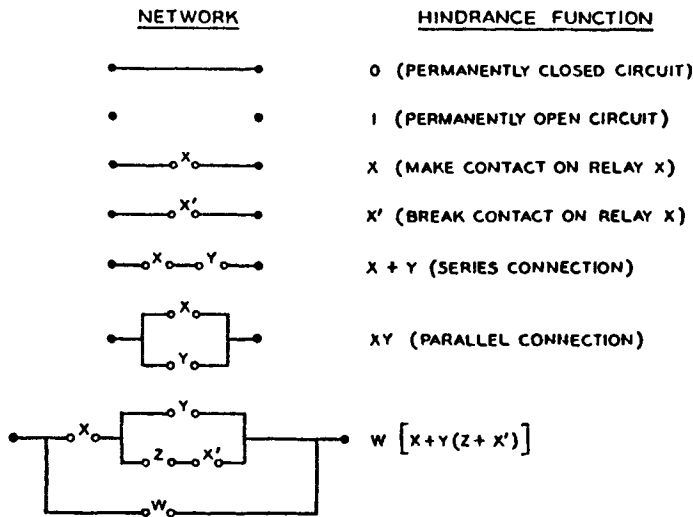 NETWORK HINDRANCE FUNCTION
0 (PERMANENTLY CLOSED CIRCUIT)
1 (PERMANENTLY OPEN CIRCUIT)
X X (MAKE CONTACT ON RELAY X)
X' X' (BREAK CONTACT ON RELAY X)
X Y X + Y (SERIES CONNECTION)
X
Y
XY (PARALLEL CONNECTION)
X Y
Z X'
W
W [X+Y(Z+X')]